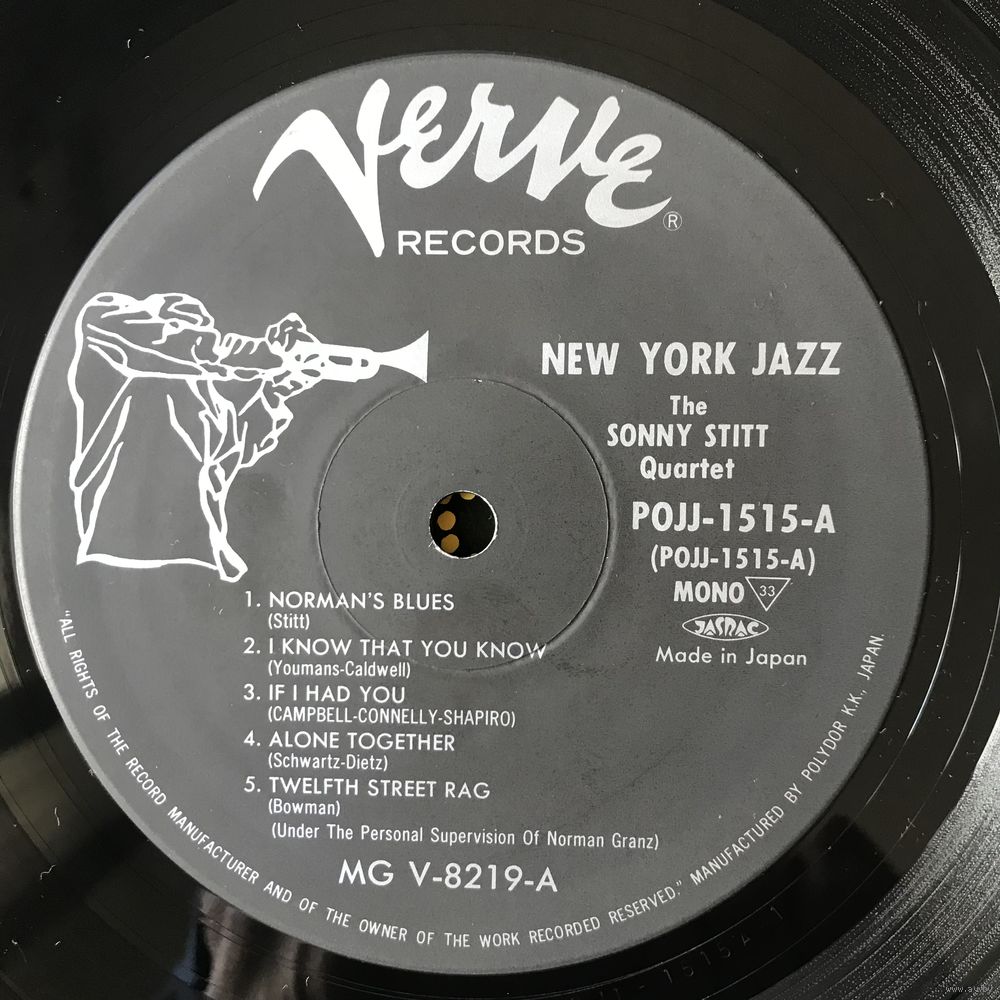 Verve
RECORDS
®
NEW YORK JAZZ
The
SONNY STITT
Quartet
POJJ-1515-A
(POJJ-1515-A)
MONO 33
JASRAC
Made in Japan
1. NORMAN'S BLUES
(Stitt)
2. I KNOW THAT YOU KNOW
(Youmans-Caldwell)
3. IF I HAD YOU
(CAMPBELL-CONNELLY-SHAPIRO)
4. ALONE TOGETHER
(Schwartz-Dietz)
5. TWELFTH STREET RAG
(Bowman)
(Under The Personal Supervision Of Norman Granz)
MG V-8219-A
"ALL RIGHTS OF THE RECORD MANUFACTURER AND OF THE OWNER OF THE WORK RECORDED RESERVED." MANUFACTURED BY POLYDOR K.K., JAPAN.